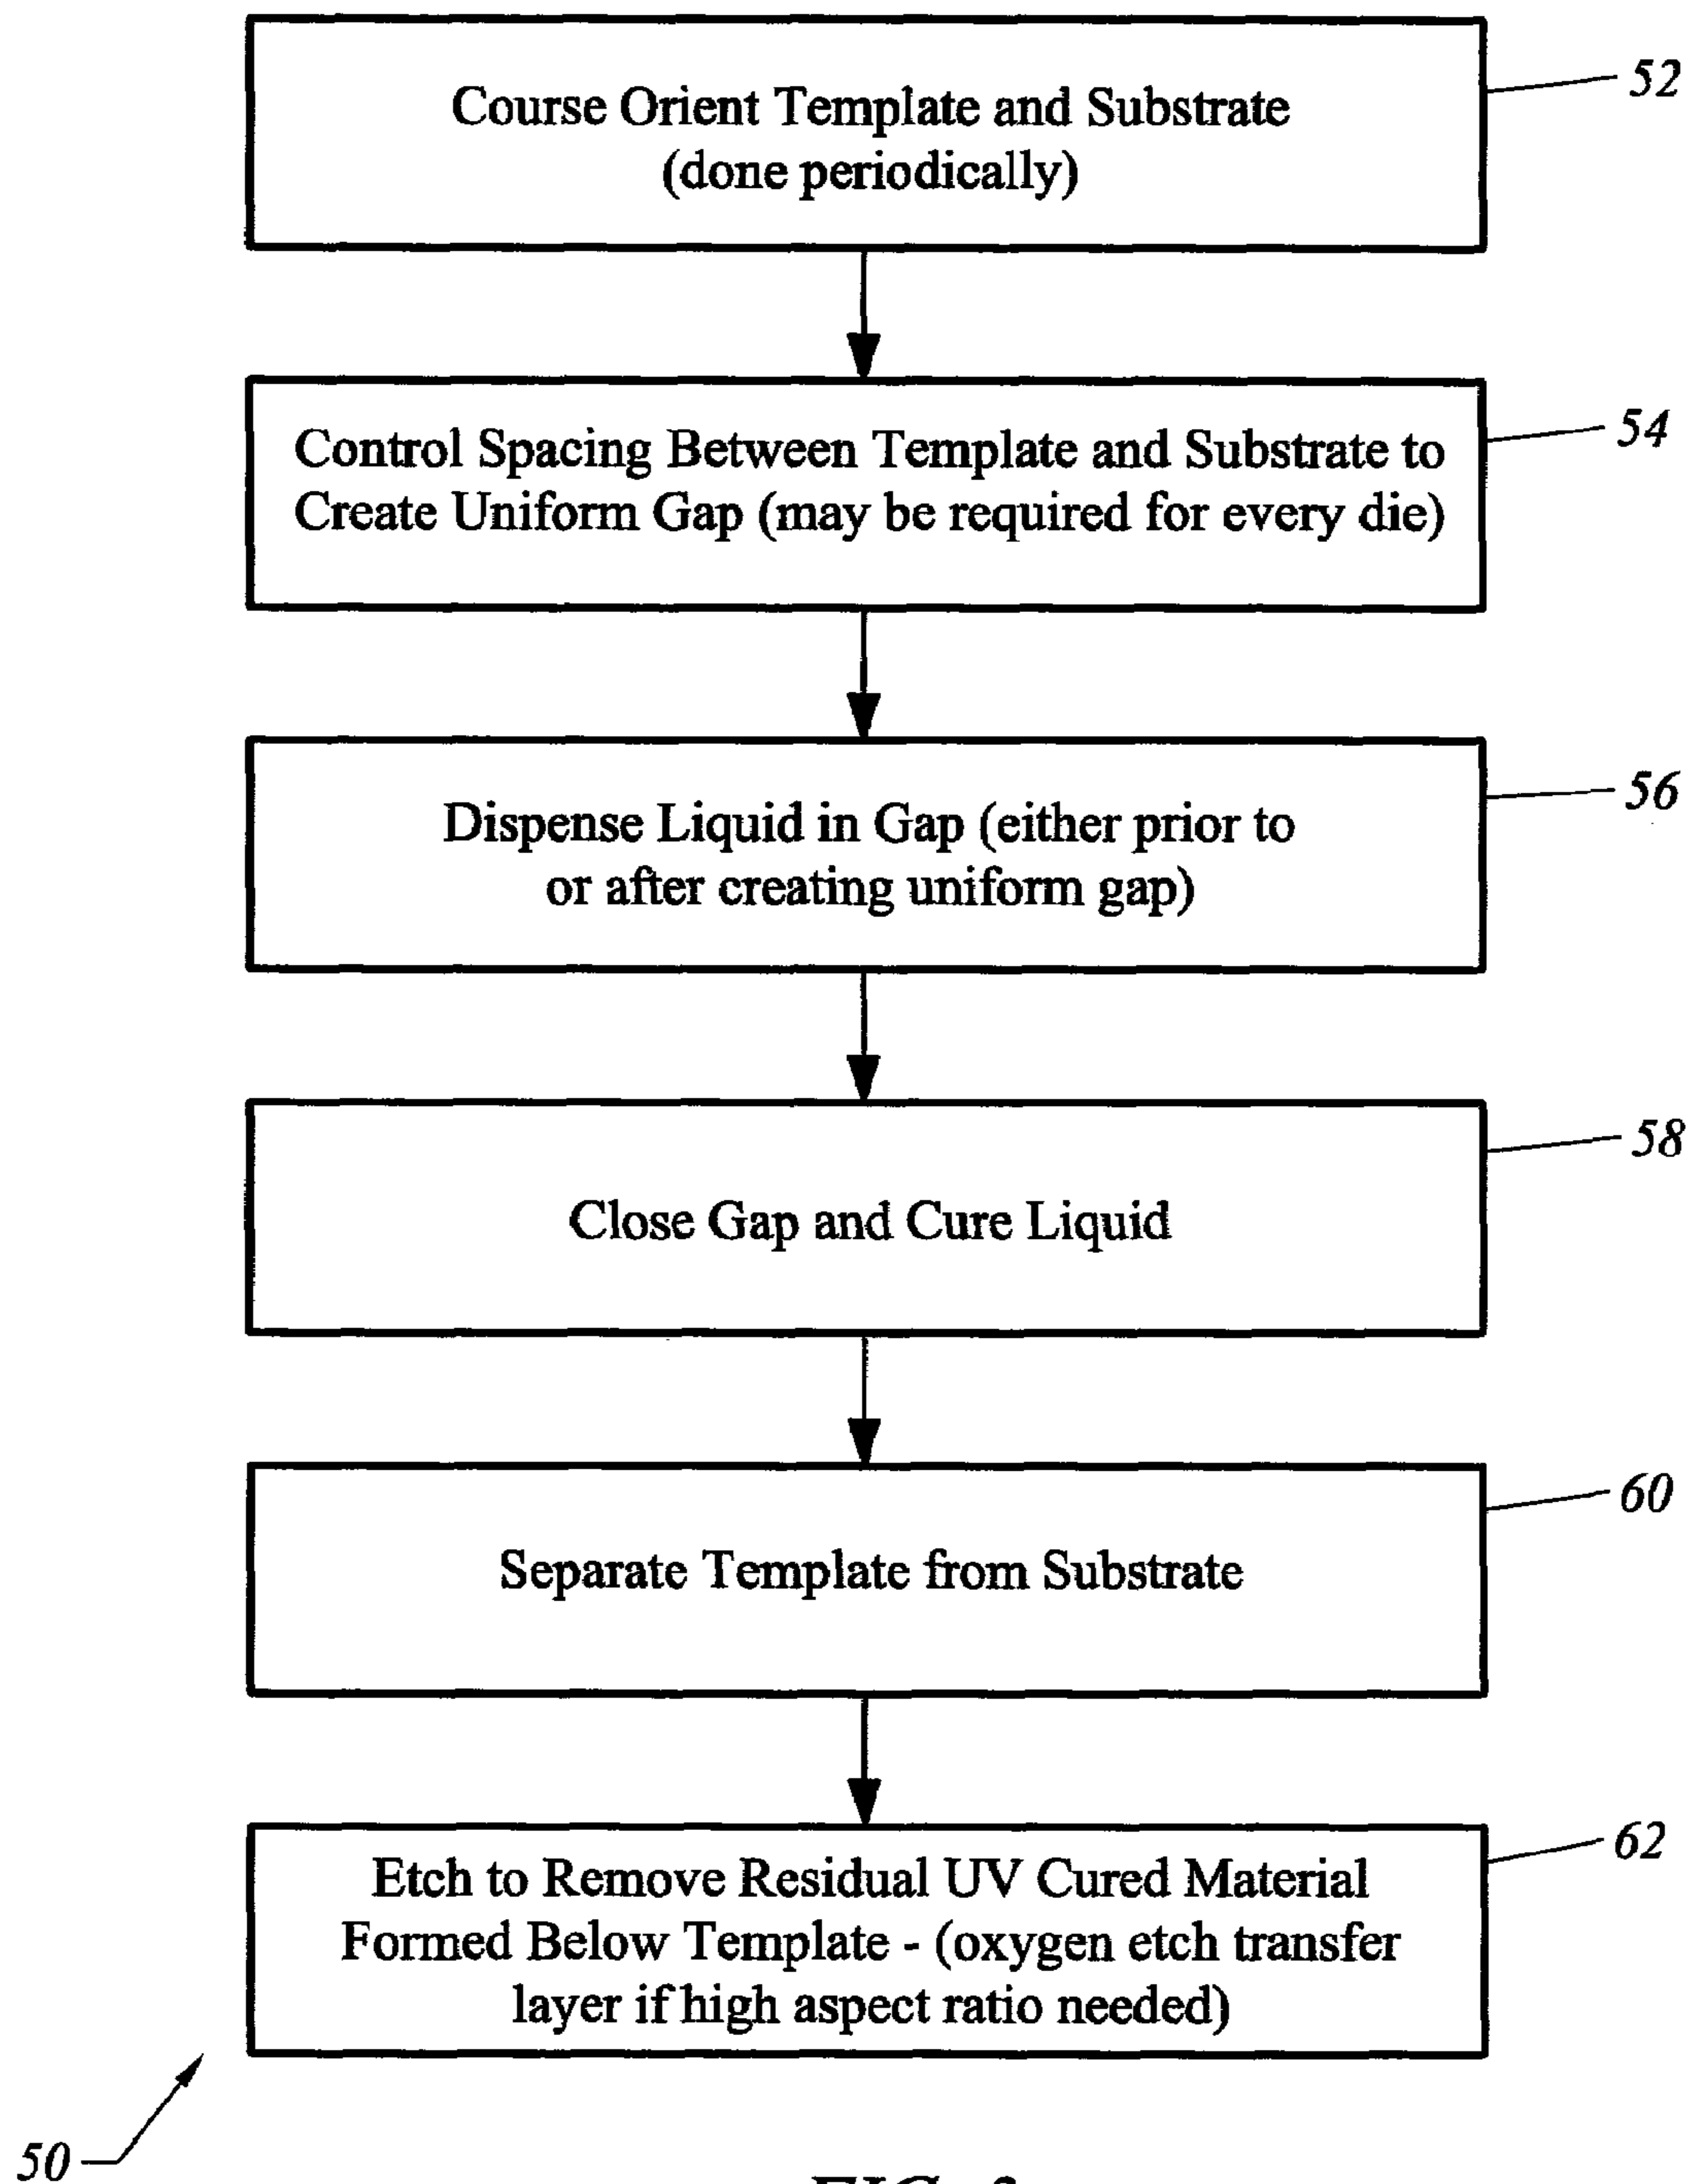 Course Orient Template and Substrate
(done periodically)
52
Control Spacing Between Template and Substrate to
Create Uniform Gap (may be required for every die)
54
Dispense Liquid in Gap (either prior to
or after creating uniform gap)
56
Close Gap and Cure Liquid
58
Separate Template from Substrate
60
Etch to Remove Residual UV Cured Material
Formed Below Template - (oxygen etch transfer
layer if high aspect ratio needed)
62
50